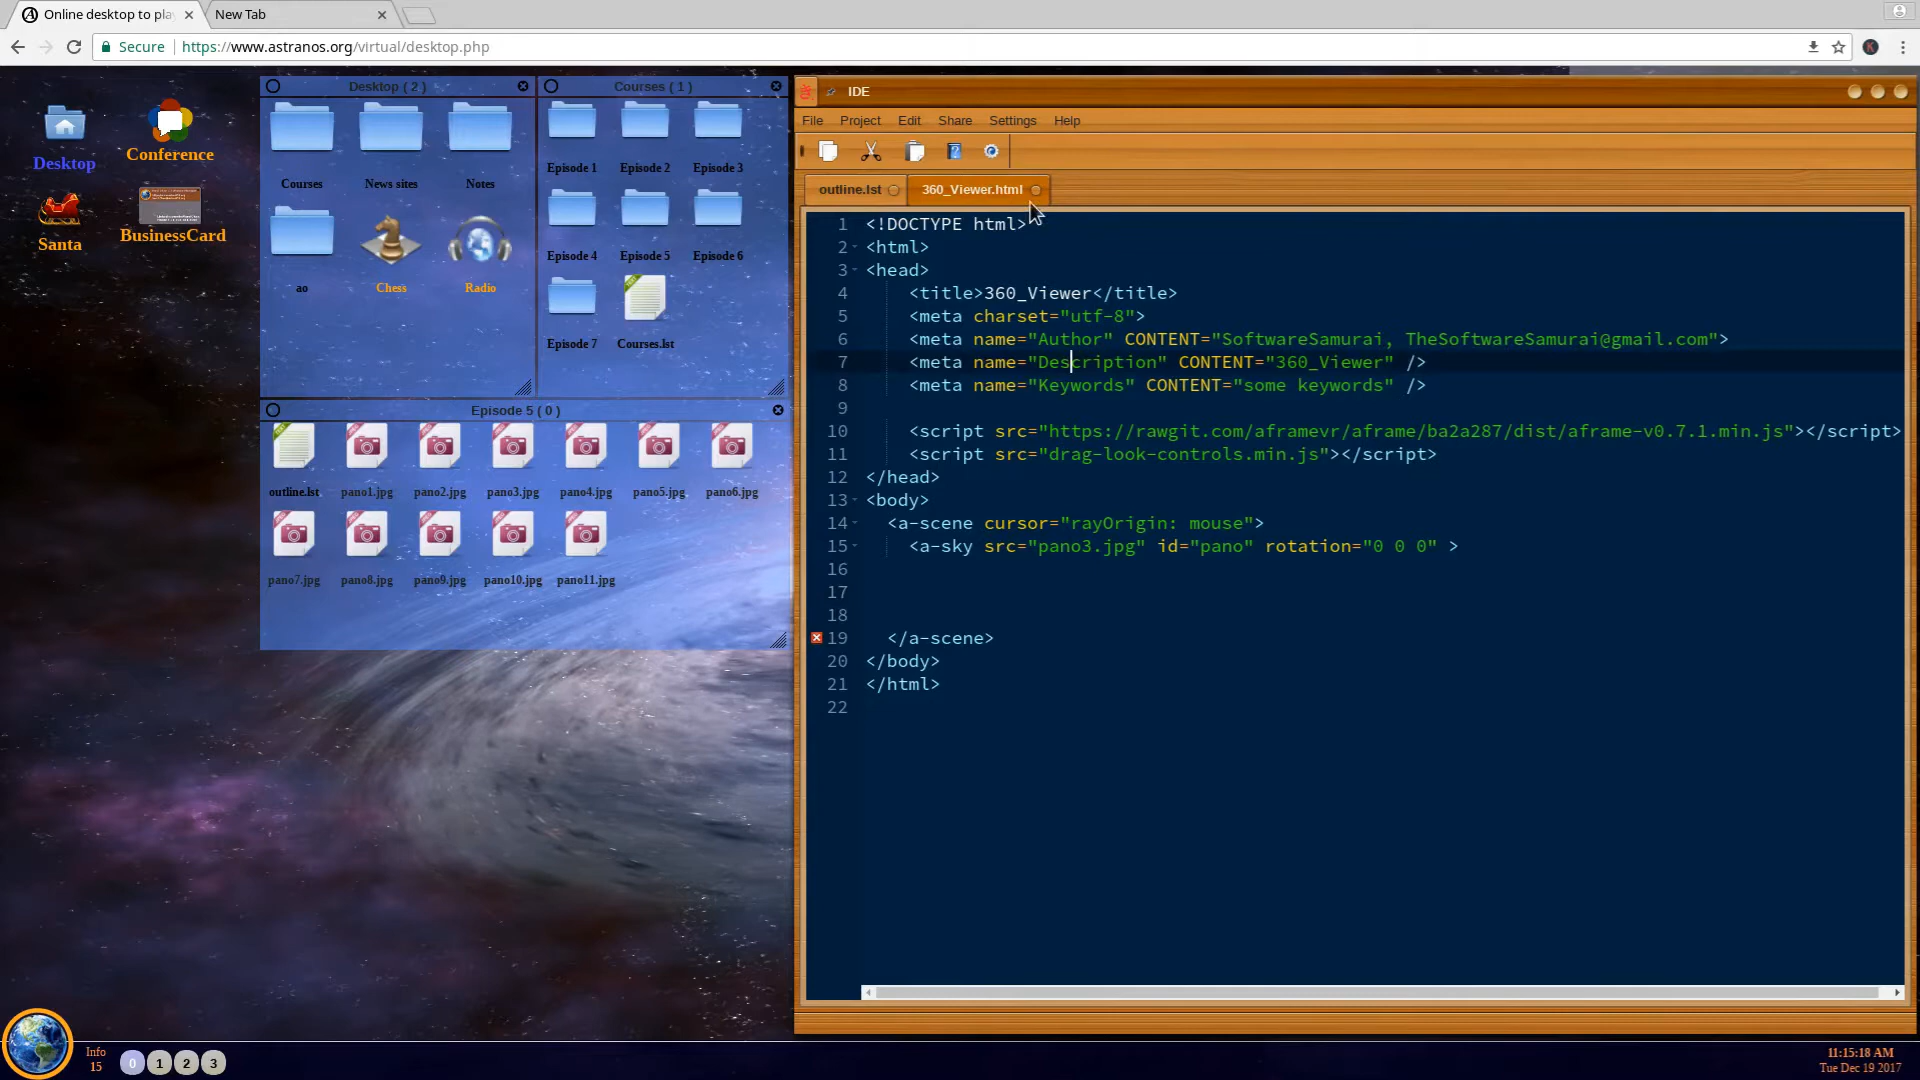 Online desktop to pla
New Tab
Secure
https://www.astranos.org/virtual/desktop.php
Desktop
Conference
Santa
BusinessCard
Desktop ( 2 )
Courses
News sites
Notes
ao
Chess
Radio
Courses ( 1 )
Episode 1
Episode 2
Episode 3
Episode 4
Episode 5
Episode 6
Episode 7
Courses.lst
Episode 5 ( 0 )
outline.lst
pano1.jpg
pano2.jpg
pano3.jpg
pano4.jpg
pano5.jpg
pano6.jpg
pano7.jpg
pano8.jpg
pano9.jpg
pano10.jpg
pano11.jpg
IDE
File Project Edit Share Settings Help
outline.lst
360_Viewer.html
1 <!DOCTYPE html>
2 <html>
3 <head>
4 <title>360_Viewer</title>
5 <meta charset="utf-8">
6 <meta name="Author" CONTENT="SoftwareSamurai, TheSoftwareSamurai@gmail.com">
7 <meta name="Description" CONTENT="360_Viewer" />
8 <meta name="Keywords" CONTENT="some keywords" />
9
10 <script src="https://rawgit.com/aframevr/aframe/ba2a287/dist/aframe-v0.7.1.min.js"></script>
11 <script src="drag-look-controls.min.js"></script>
12 </head>
13 <body>
14 <a-scene cursor="rayOrigin: mouse">
15 <a-sky src="pano3.jpg" id="pano" rotation="0 0 0" >
16
17
18
19 </a-scene>
20 </body>
21 </html>
22
Info
15
0 1 2 3
11:15:18 AM
Tue Dec 19 2017